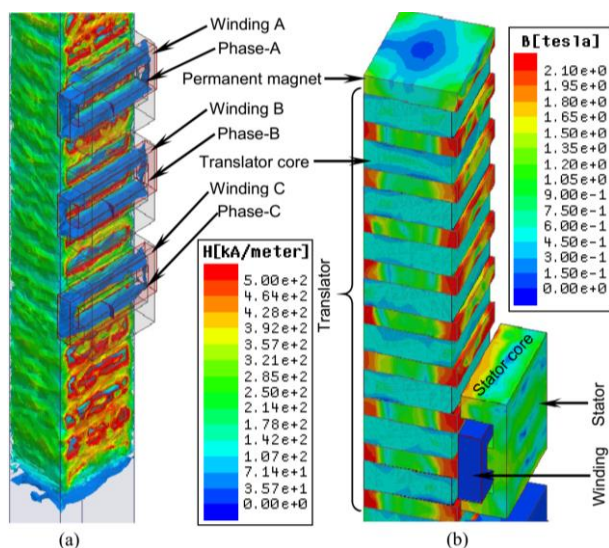 Winding A
Phase-A
Permanent magnet
Winding B
Phase-B
Translator core
Winding C
Phase-C
H[kA/meter]
5.00e+2
4.64e+2
4.28e+2
3.92e+2
3.57e+2
3.21e+2
2.85e+2
2.50e+2
2.14e+2
1.78e+2
1.42e+2
1.07e+2
7.14e+1
3.57e+1
0.00e+0
(a)
Translator
B[tesla]
2.10e+0
1.95e+0
1.80e+0
1.65e+0
1.50e+0
1.35e+0
1.20e+0
1.05e+0
9.00e-1
7.50e-1
6.00e-1
4.50e-1
3.00e-1
1.50e-1
0.00e+0
Stator core
Stator
Winding
(b)